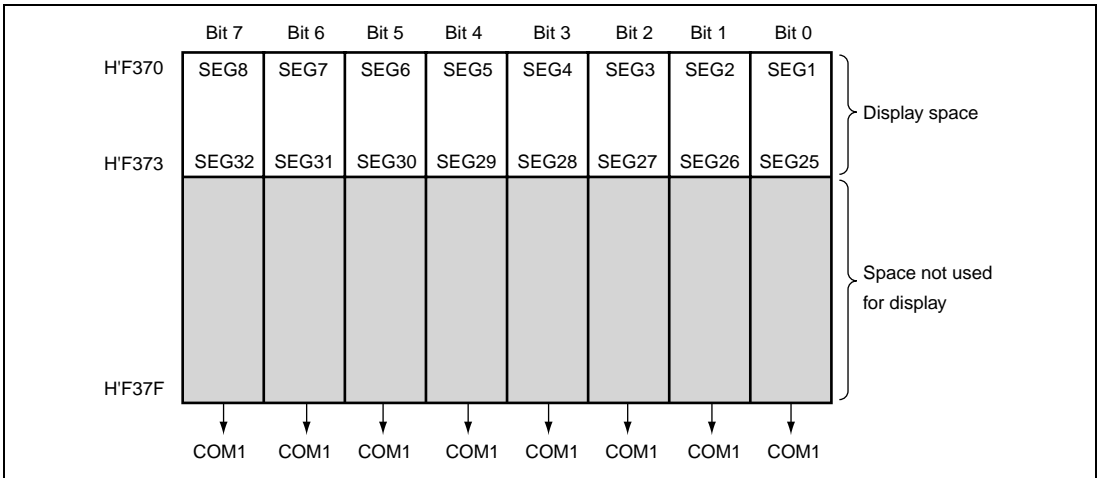 Bit 7 Bit 6 Bit 5 Bit 4 Bit 3 Bit 2 Bit 1 Bit 0
H'F370 SEG8 SEG7 SEG6 SEG5 SEG4 SEG3 SEG2 SEG1
Display space
H'F373 SEG32 SEG31 SEG30 SEG29 SEG28 SEG27 SEG26 SEG25
Space not used
for display
H'F37F
COM1 COM1 COM1 COM1 COM1 COM1 COM1 COM1